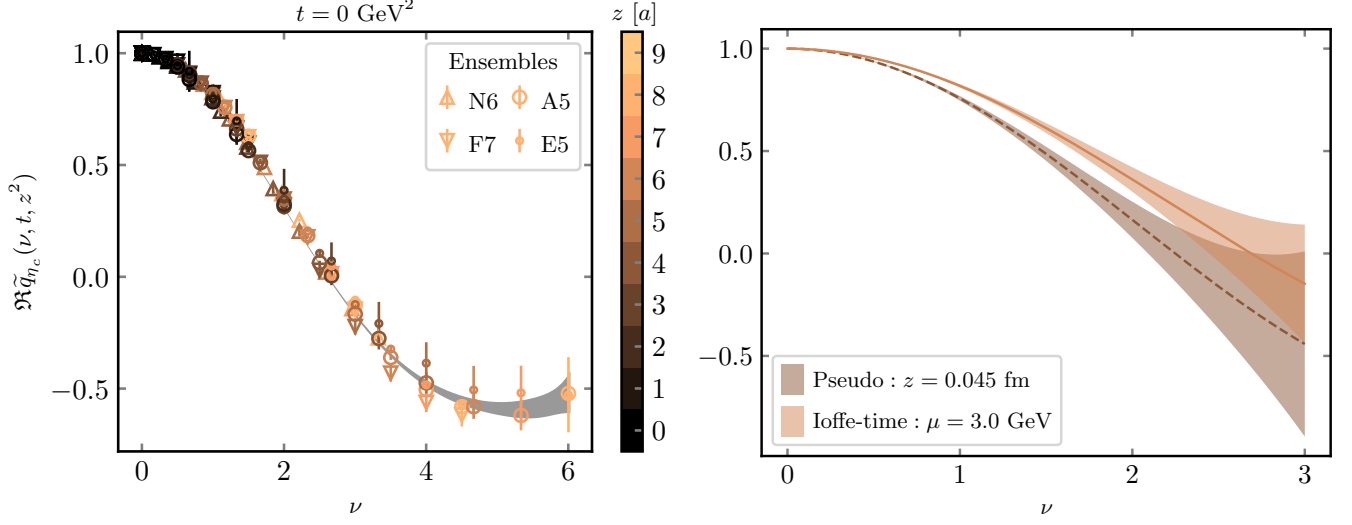 t = 0 GeV²
z [a]
ℜq̃_{η_c}(ν, t, z²)
1.0
0.5
0.0
−0.5
0
2
4
6
ν
Ensembles
N6
A5
F7
E5
9
8
7
6
5
4
3
2
1
0
1.0
0.5
0.0
−0.5
0
1
2
3
ν
Pseudo : z = 0.045 fm
Ioffe-time : μ = 3.0 GeV